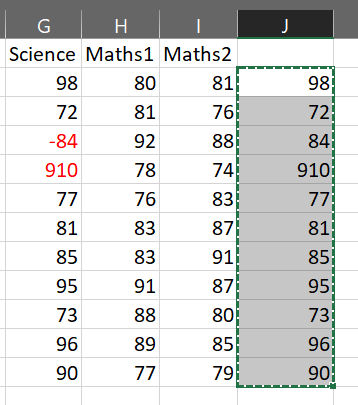 G H I J
Science Maths1 Maths2
98 80 81 98
72 81 76 72
-84 92 88 84
910 78 74 910
77 76 83 77
81 83 87 81
85 83 91 85
95 91 87 95
73 88 80 73
96 89 85 96
90 77 79 90